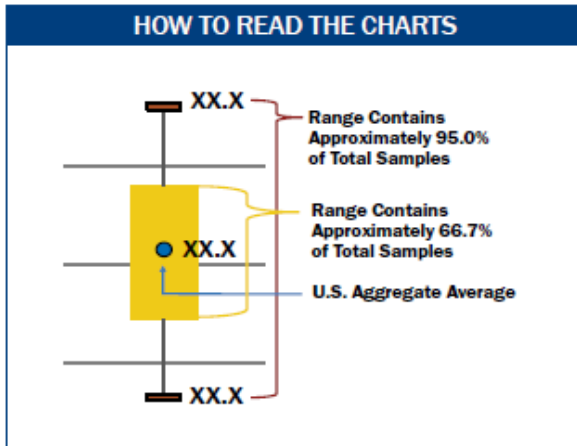 HOW TO READ THE CHARTS
XX.X
Range Contains
Approximately 95.0%
of Total Samples
Range Contains
Approximately 66.7%
of Total Samples
XX.X
U.S. Aggregate Average
XX.X